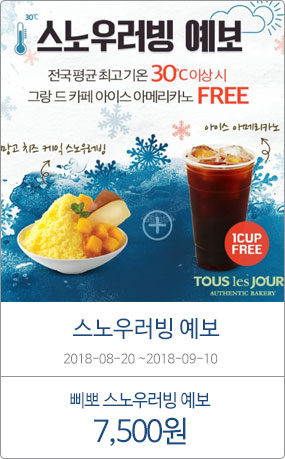 30℃
스노우러빙 예보
전국 평균 최고 기온 30℃ 이상 시
그랑 드 카페 아이스 아메리카노 FREE
아이스 아메리카노
망고 치즈 케익 스노우러빙
1CUP
FREE
TOUS les JOUR
AUTHENTIC BAKERY
스노우러빙 예보
2018-08-20 ~2018-09-10
삐뽀 스노우러빙 예보
7,500원